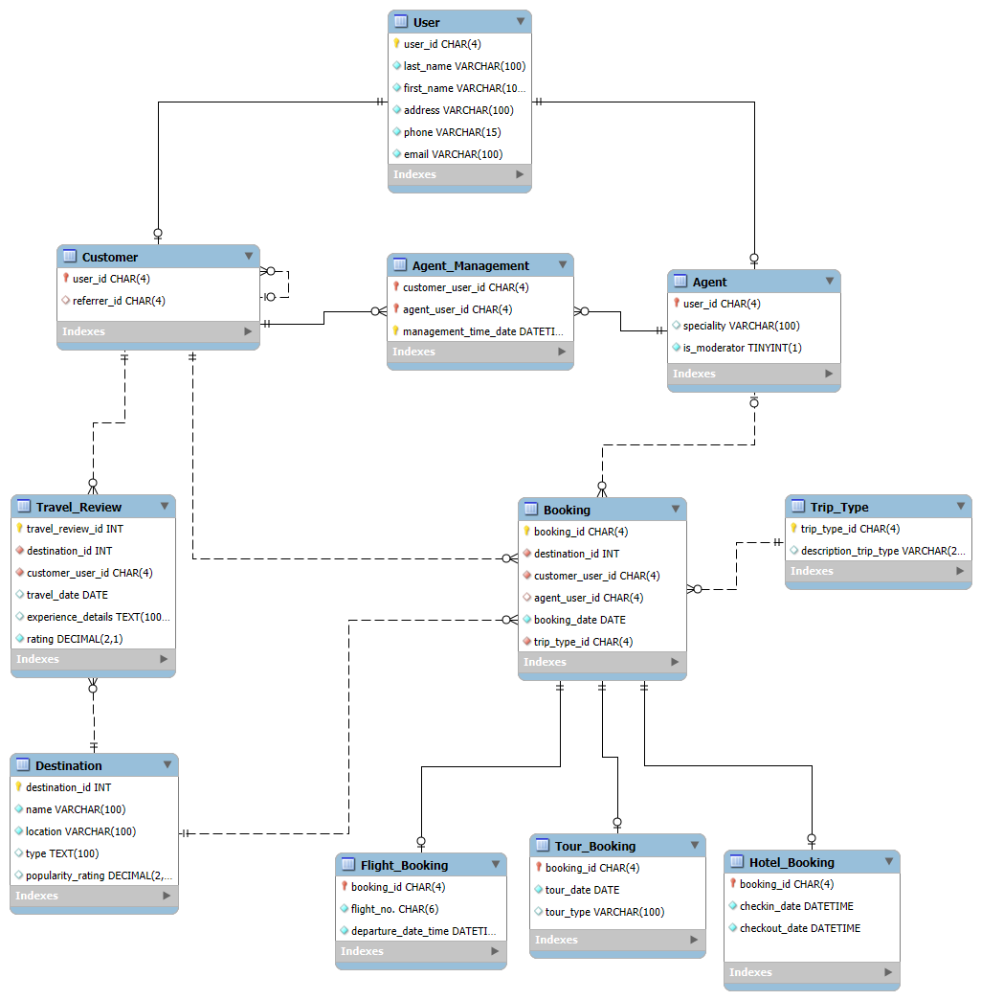 User
user_id CHAR(4)
last_name VARCHAR(100)
first_name VARCHAR(10...
address VARCHAR(100)
phone VARCHAR(15)
email VARCHAR(100)
Indexes
Customer
user_id CHAR(4)
referrer_id CHAR(4)
Indexes
Agent_Management
customer_user_id CHAR(4)
agent_user_id CHAR(4)
management_time_date DATETI...
Indexes
Agent
user_id CHAR(4)
speciality VARCHAR(100)
is_moderator TINYINT(1)
Indexes
Travel_Review
travel_review_id INT
destination_id INT
customer_user_id CHAR(4)
travel_date DATE
experience_details TEXT(100...
rating DECIMAL(2,1)
Indexes
Booking
booking_id CHAR(4)
destination_id INT
customer_user_id CHAR(4)
agent_user_id CHAR(4)
booking_date DATE
trip_type_id CHAR(4)
Indexes
Trip_Type
trip_type_id CHAR(4)
description_trip_type VARCHAR(2...
Indexes
Destination
destination_id INT
name VARCHAR(100)
location VARCHAR(100)
type TEXT(100)
popularity_rating DECIMAL(2,...
Indexes
Flight_Booking
booking_id CHAR(4)
flight_no. CHAR(6)
departure_date_time DATETI...
Indexes
Tour_Booking
booking_id CHAR(4)
tour_date DATE
tour_type VARCHAR(100)
Indexes
Hotel_Booking
booking_id CHAR(4)
checkin_date DATETIME
checkout_date DATETIME
Indexes